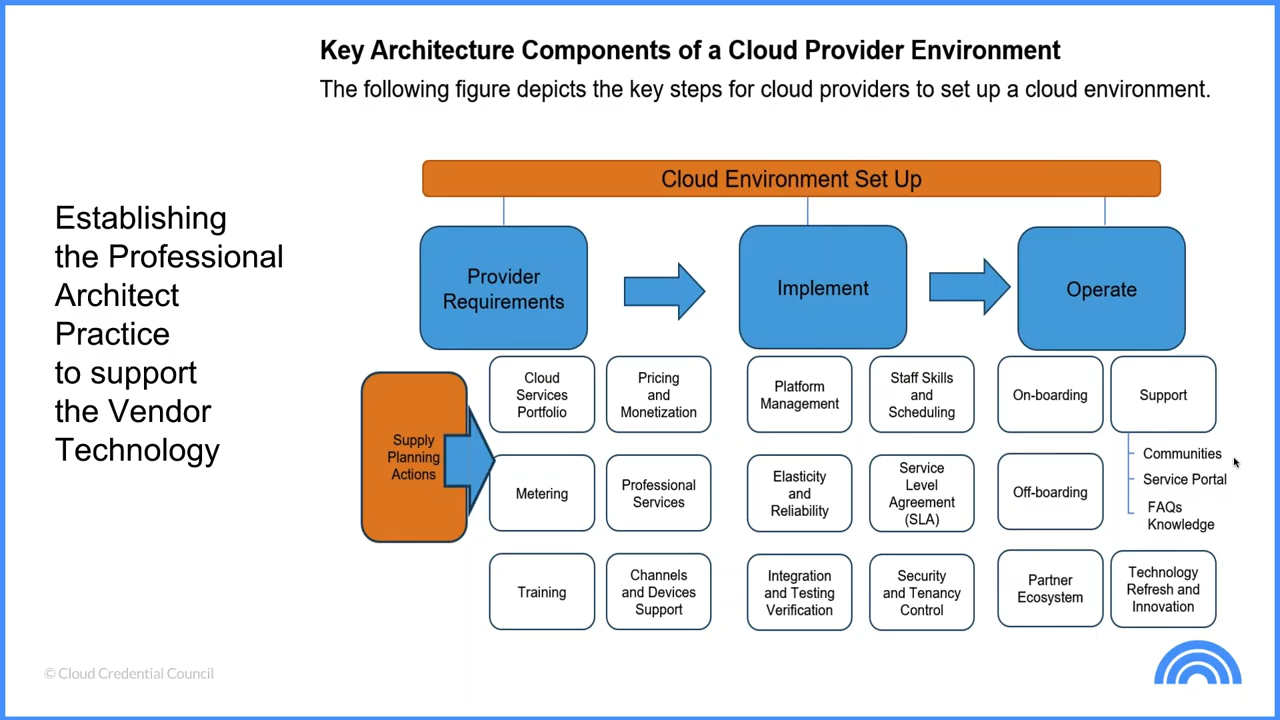 Key Architecture Components of a Cloud Provider Environment
The following figure depicts the key steps for cloud providers to set up a cloud environment.
Establishing
the Professional
Architect
Practice
to support
the Vendor
Technology
Cloud Environment Set Up
Provider
Requirements
Implement
Operate
Supply
Planning
Actions
Cloud
Services
Portfolio
Pricing
and
Monetization
Platform
Management
Staff Skills
and
Scheduling
On-boarding
Support
Communities
Service Portal
FAQs
Knowledge
Metering
Professional
Services
Elasticity
and
Reliability
Service
Level
Agreement
(SLA)
Off-boarding
Training
Channels
and Devices
Support
Integration
and Testing
Verification
Security
and Tenancy
Control
Partner
Ecosystem
Technology
Refresh and
Innovation
© Cloud Credential Council